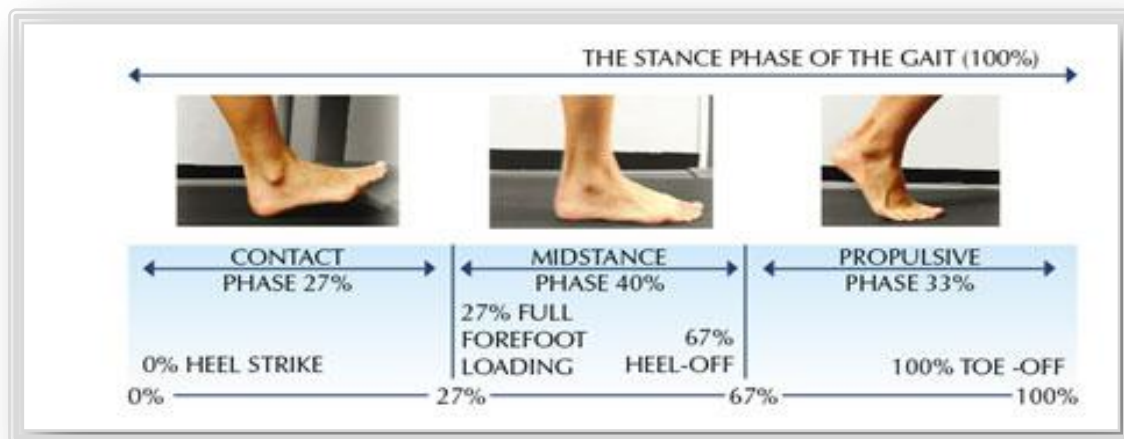 THE STANCE PHASE OF THE GAIT (100%)
CONTACT
PHASE 27%
MIDSTANCE
PHASE 40%
PROPULSIVE
PHASE 33%
0% HEEL STRIKE
27% FULL
FOREFOOT
LOADING
67%
HEEL-OFF
100% TOE -OFF
0%
27%
67%
100%